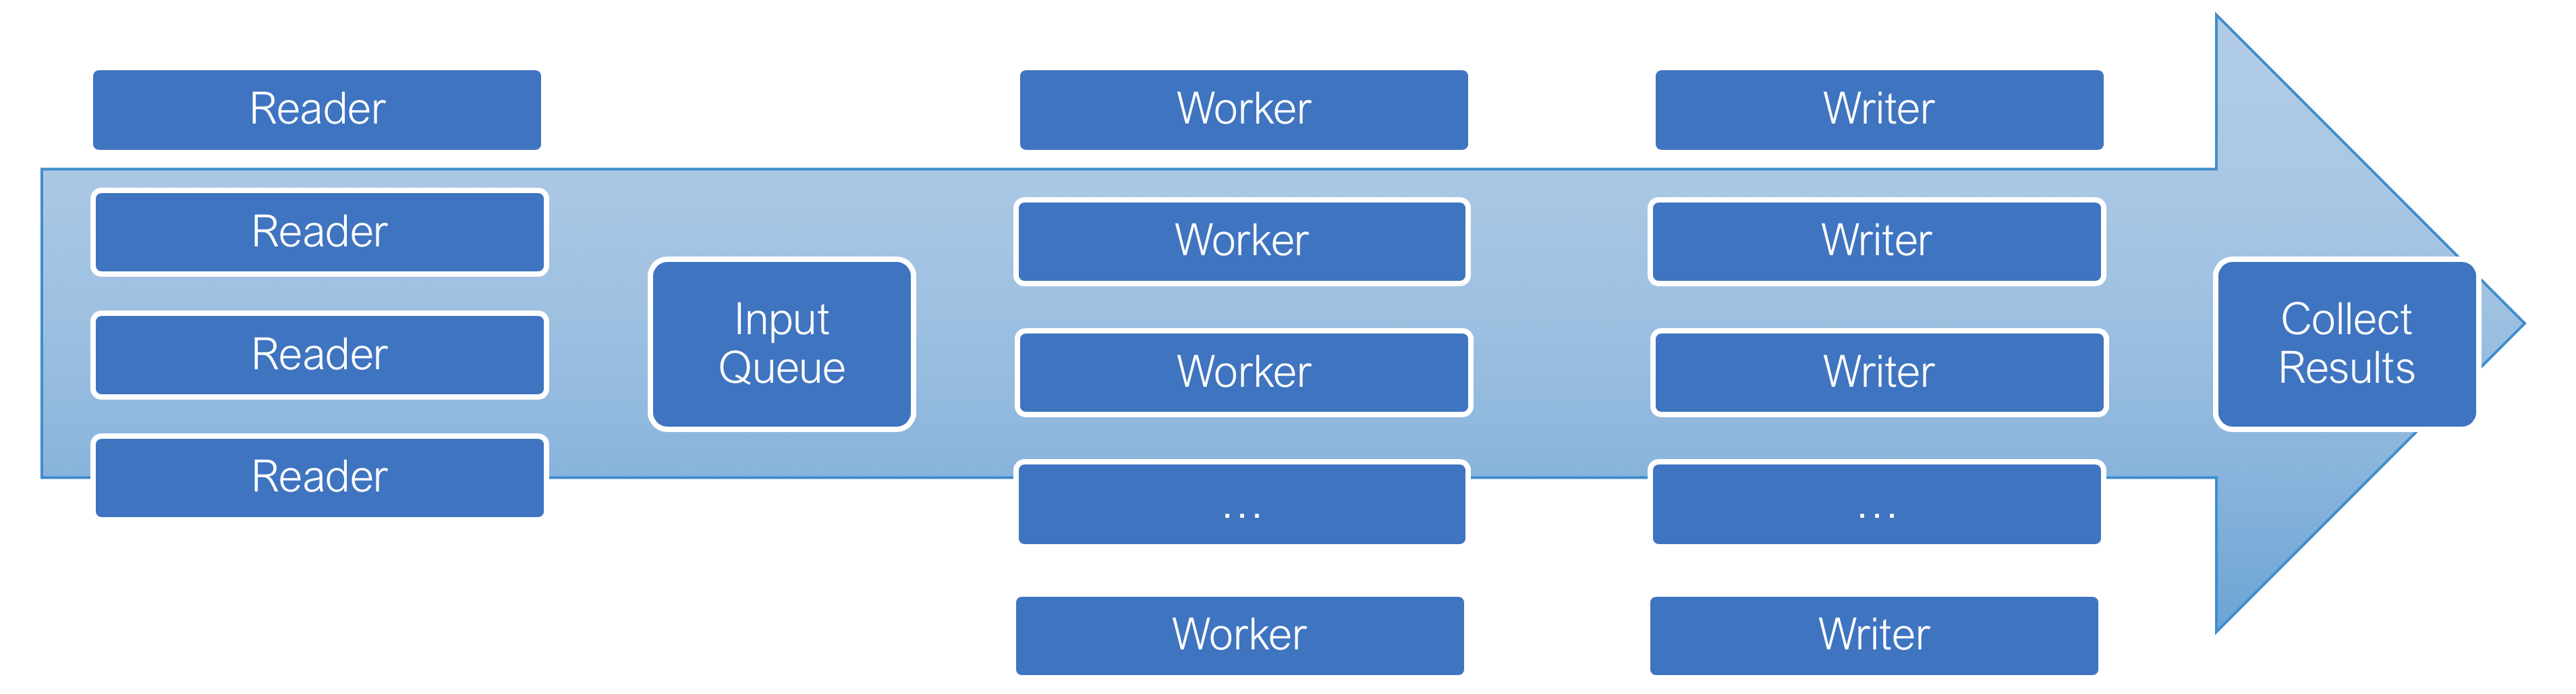 Reader
Reader
Reader
Reader
Input
Queue
Worker
Worker
Worker
...
Worker
Writer
Writer
Writer
...
Writer
Collect
Results